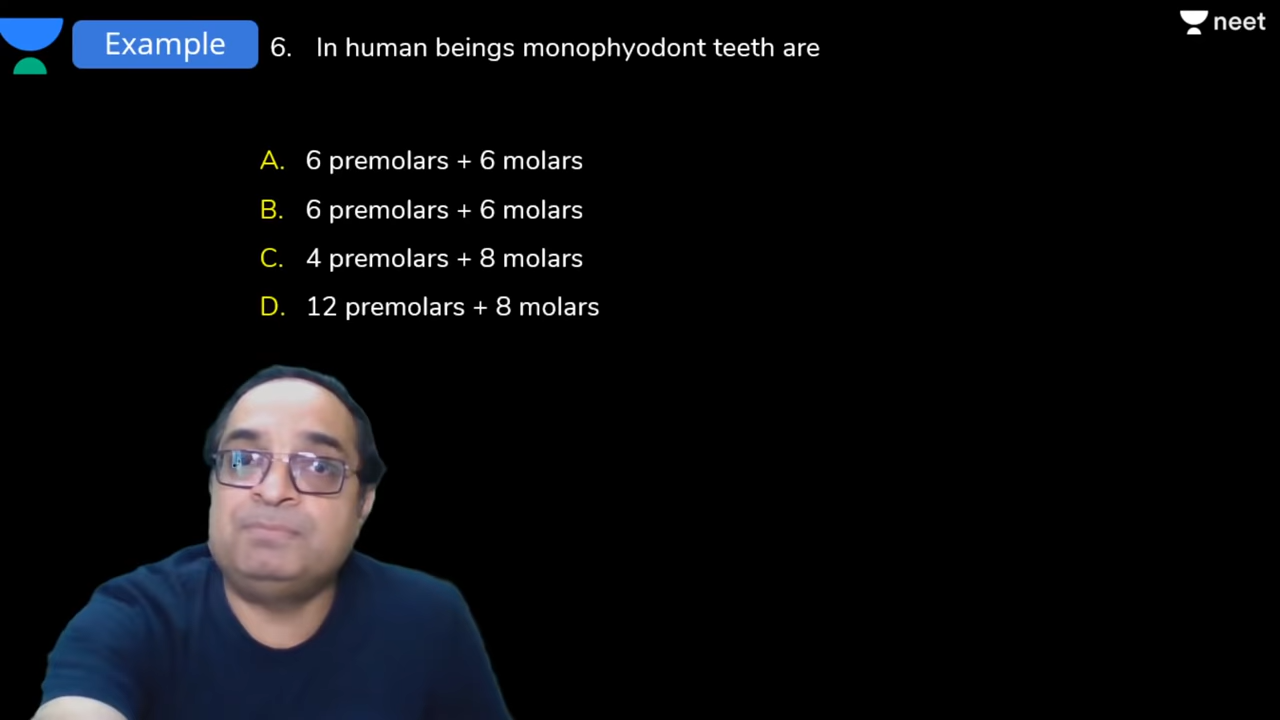 Example
6. In human beings monophyodont teeth are
neet
A. 6 premolars + 6 molars
B. 6 premolars + 6 molars
C. 4 premolars + 8 molars
D. 12 premolars + 8 molars